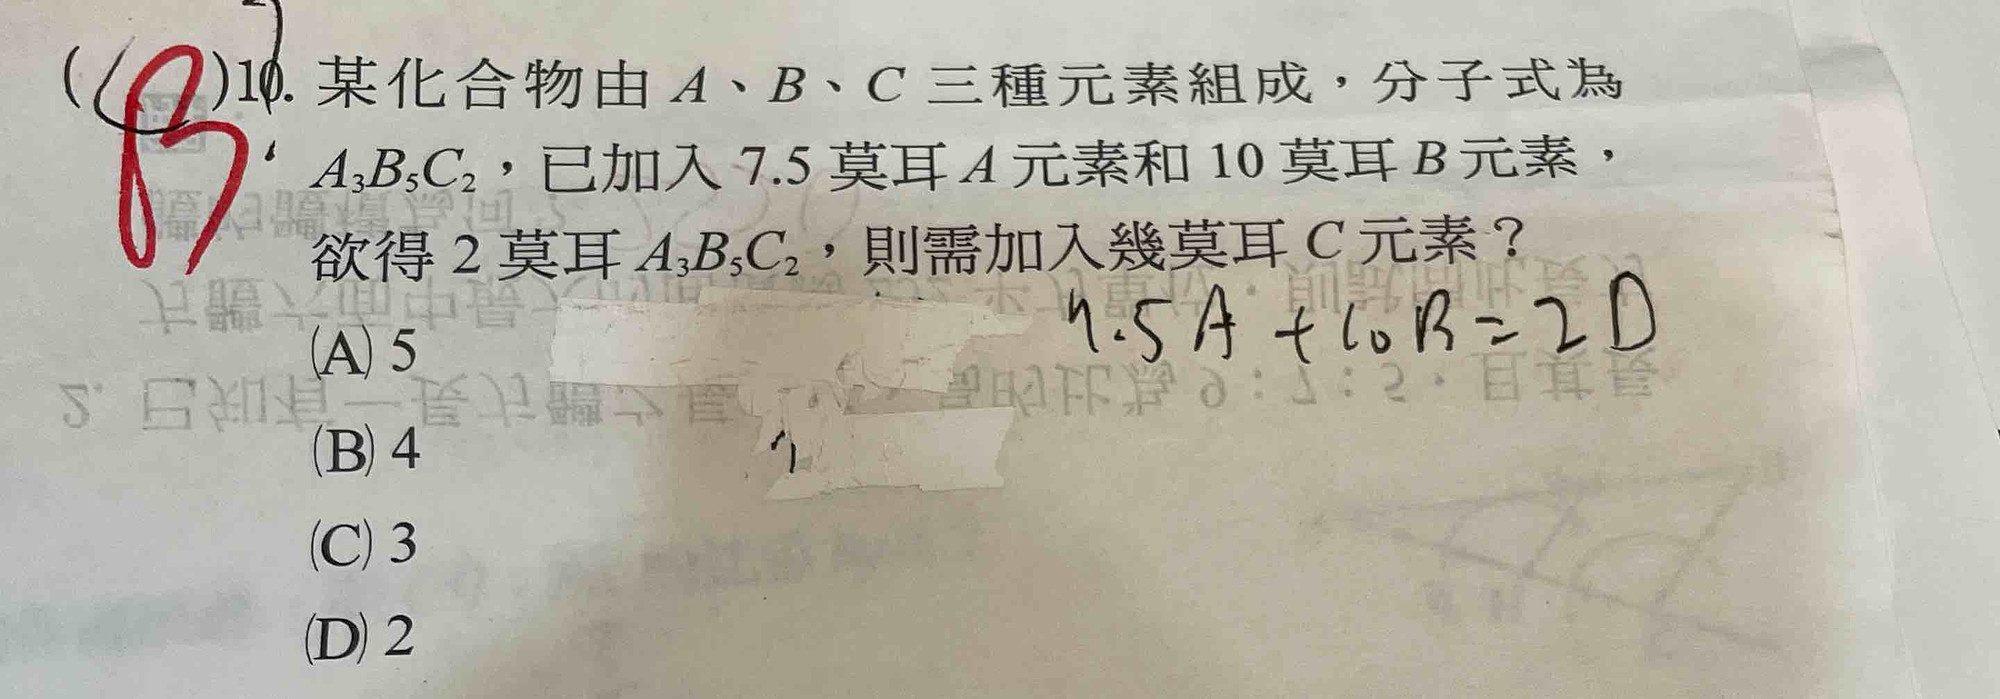 (C B)10. 某化合物由 A、B、C 三種元素組成，分子式為
A₃B₅C₂，已加入 7.5 莫耳 A 元素和 10 莫耳 B 元素，
欲得 2 莫耳 A₃B₅C₂，則需加入幾莫耳 C 元素？
7.5A + 10B = 2D
(A) 5
(B) 4
(C) 3
(D) 2